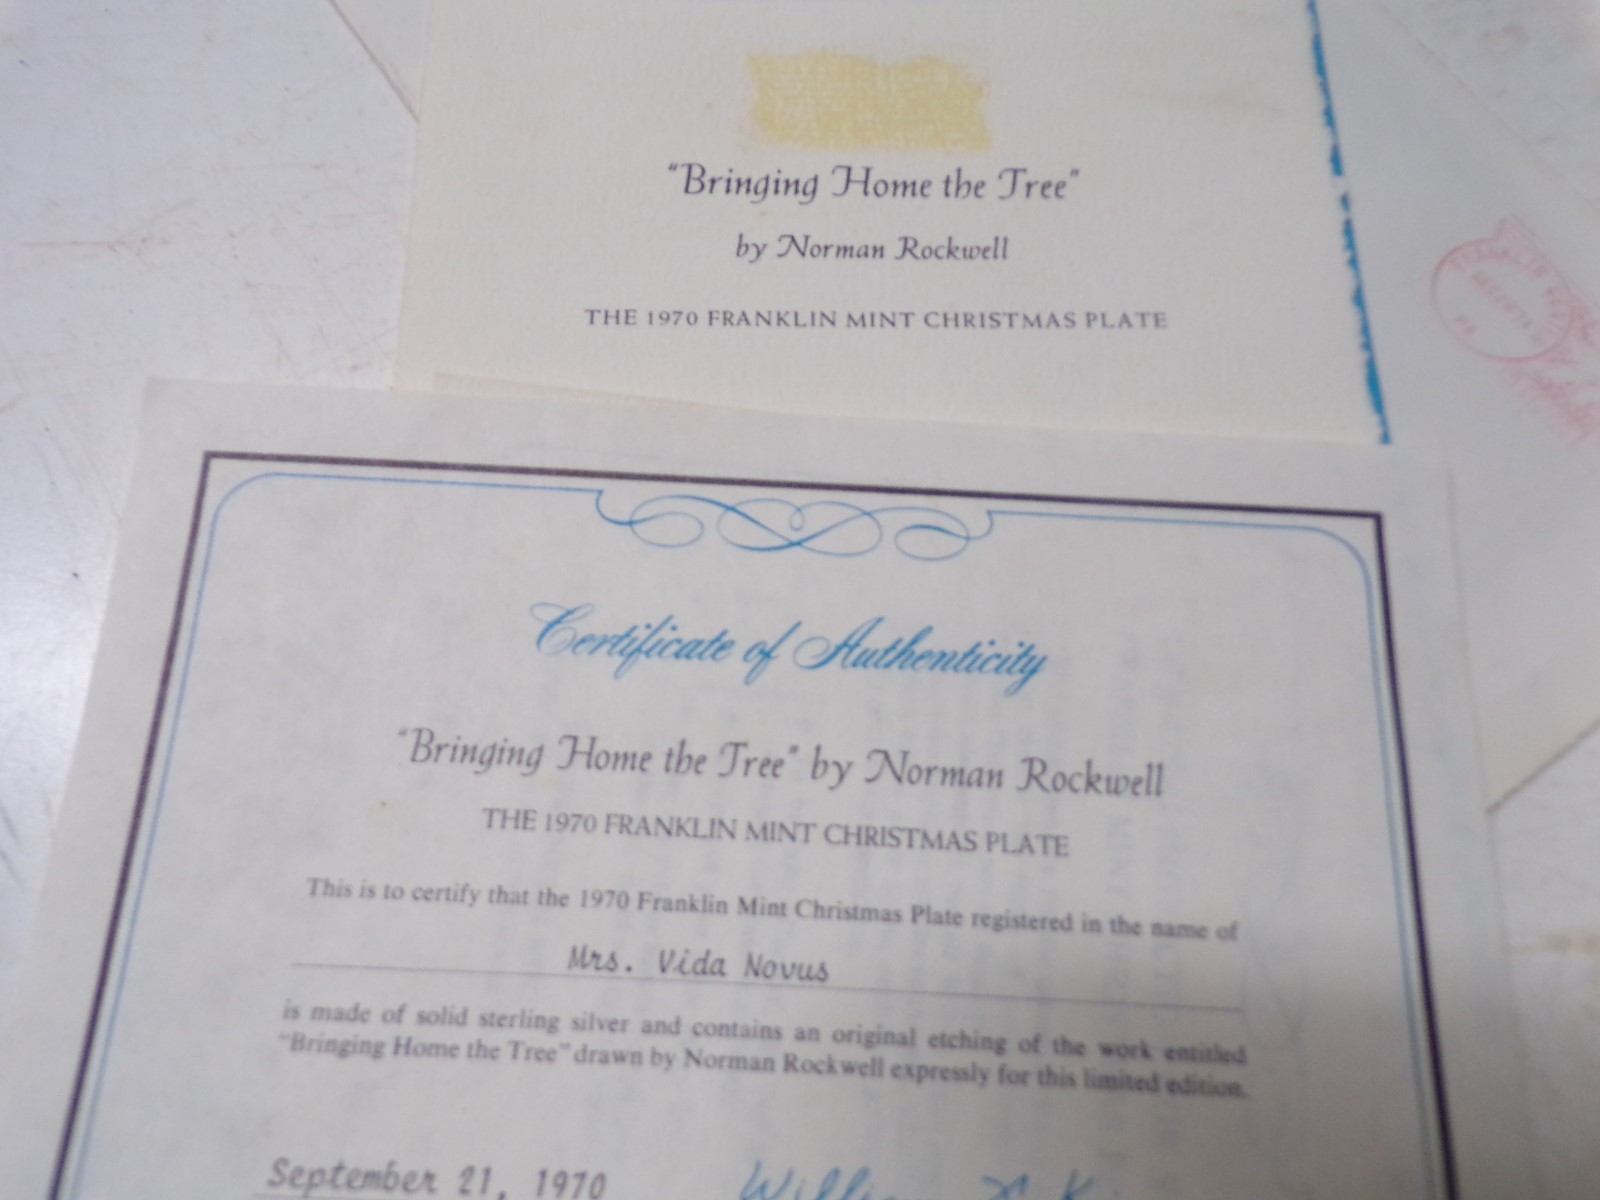 "Bringing Home the Tree"
by Norman Rockwell
THE 1970 FRANKLIN MINT CHRISTMAS PLATE
Certificate of Authenticity
"Bringing Home the Tree" by Norman Rockwell
THE 1970 FRANKLIN MINT CHRISTMAS PLATE
This is to certify that the 1970 Franklin Mint Christmas Plate registered in the name of
Mrs. Vida Novus
is made of solid sterling silver and contains an original etching of the work entitled
"Bringing Home the Tree" drawn by Norman Rockwell expressly for this limited edition.
September 21, 1970